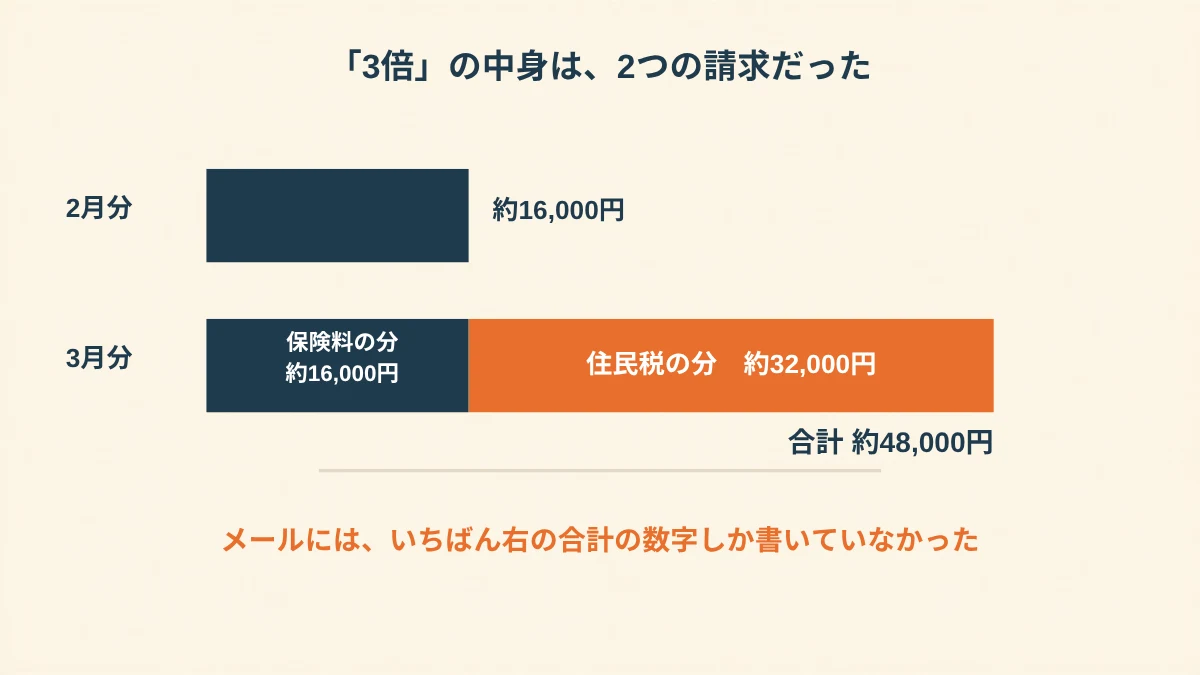 「3倍」の中身は、2つの請求だった
2月分
約16,000円
3月分
保険料の分
約16,000円
住民税の分　約32,000円
合計 約48,000円
メールには、いちばん右の合計の数字しか書いていなかった